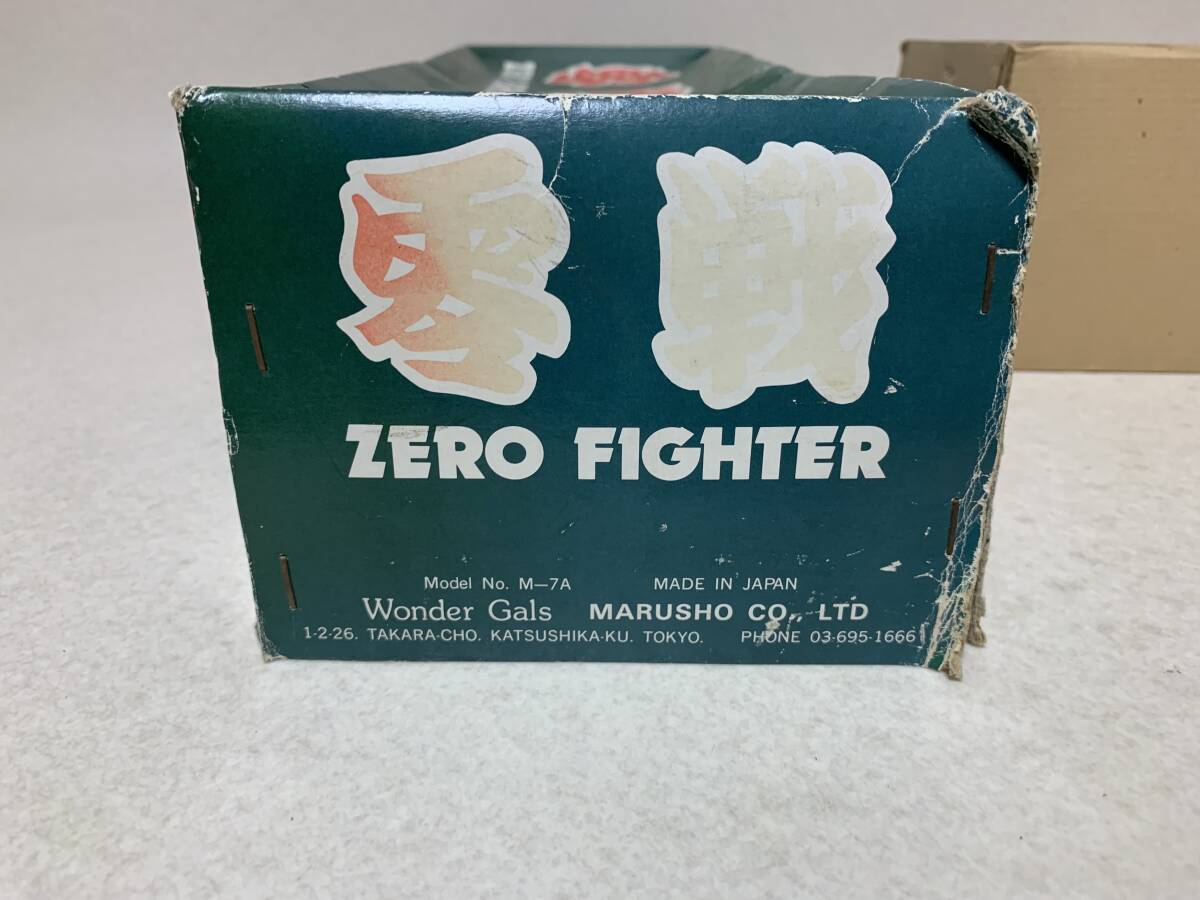 零戦
ZERO FIGHTER
Model No. M—7A MADE IN JAPAN
Wonder Gals MARUSHO CO., LTD
1-2-26. TAKARA-CHO. KATSUSHIKA-KU. TOKYO. PHONE 03-695-1666